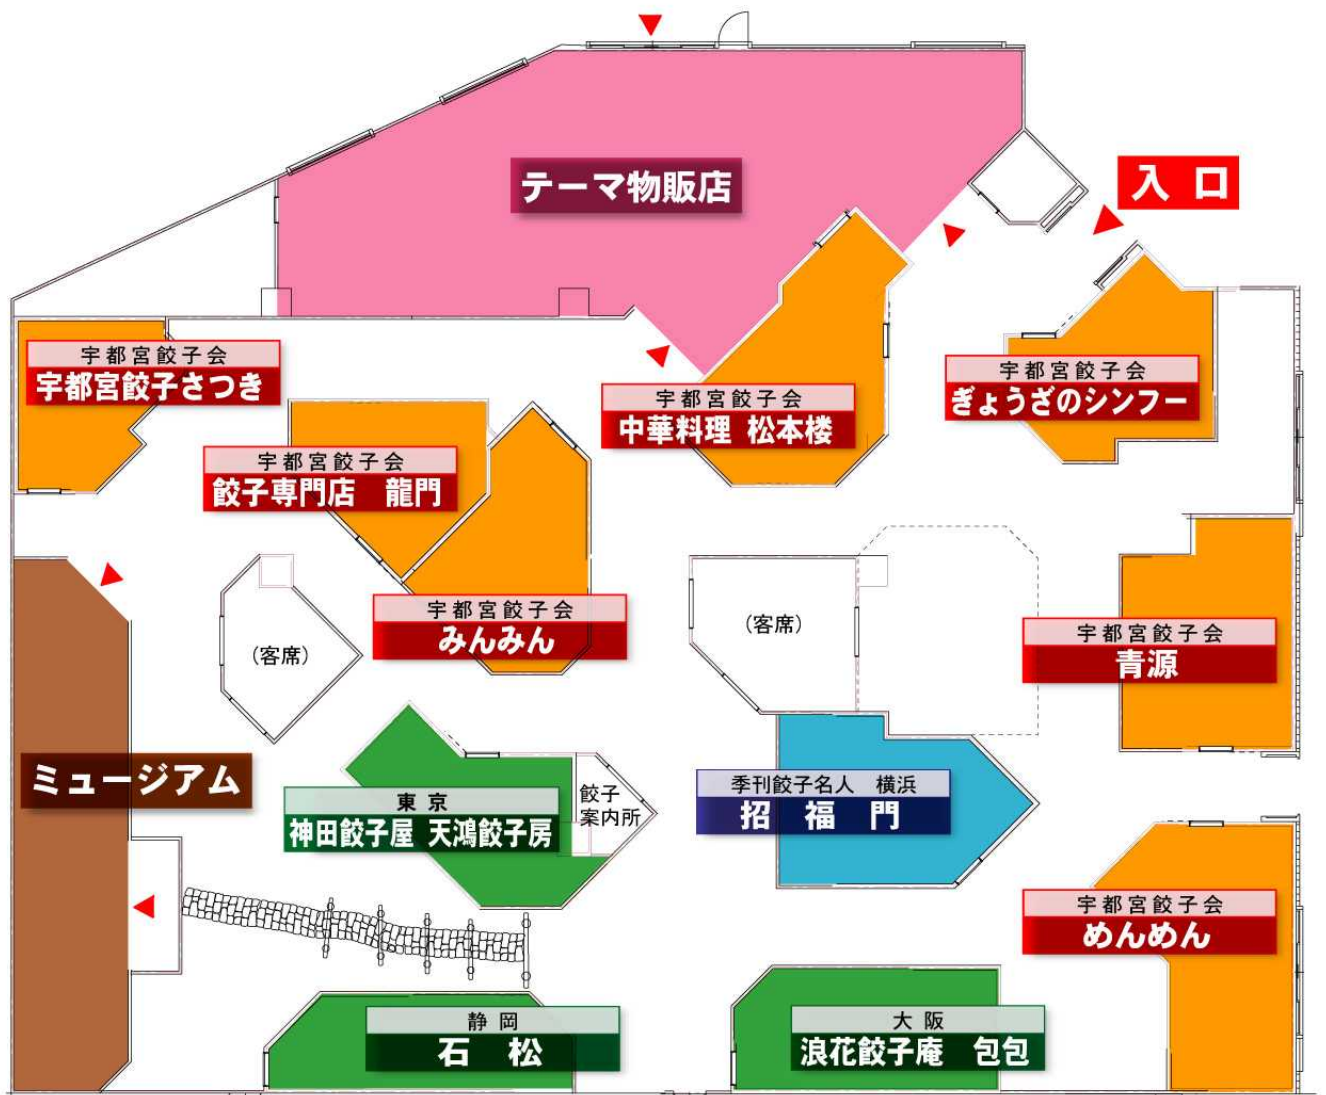 テーマ物販店
入 口
宇都宮餃子会
宇都宮餃子さつき
宇都宮餃子会
中華料理 松本楼
宇都宮餃子会
ぎょうざのシンフー
宇都宮餃子会
餃子専門店 龍門
宇都宮餃子会
みんみん
(客席)
(客席)
宇都宮餃子会
青源
ミュージアム
東京
神田餃子屋 天鴻餃子房
餃子
案内所
季刊餃子名人 横浜
招 福 門
宇都宮餃子会
めんめん
静岡
石 松
大阪
浪花餃子庵 包包